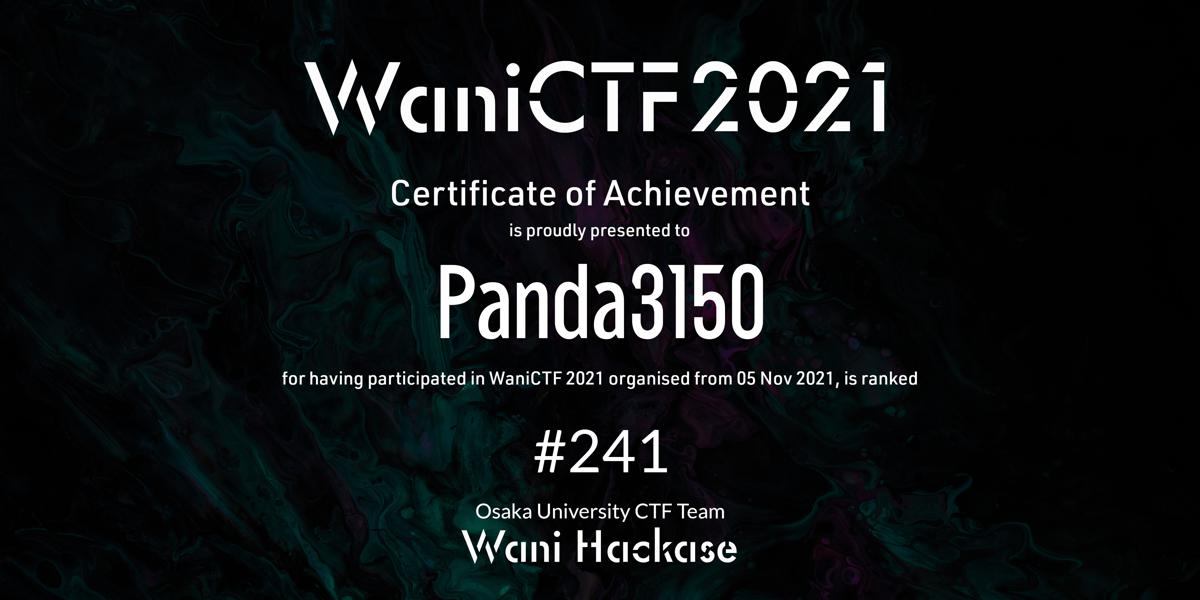 WaniCTF2021
Certificate of Achievement
is proudly presented to
Panda3150
for having participated in WaniCTF 2021 organised from 05 Nov 2021, is ranked
#241
Osaka University CTF Team
Wani Hackase